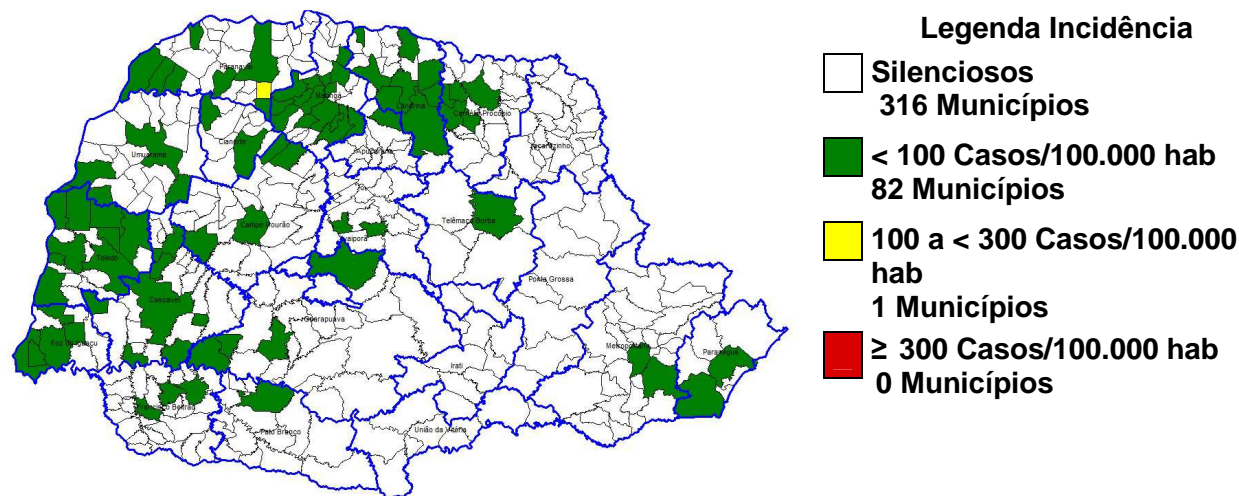 Legenda Incidência
Silenciosos
316 Municípios
< 100 Casos/100.000 hab
82 Municípios
100 a < 300 Casos/100.000
hab
1 Municípios
≥ 300 Casos/100.000 hab
0 Municípios
Paranavaí
Maringá
Londrina
Cornélio Procópio
Jacarezinho
Cianorte
Umuarama
Apucarana
Campo Mourão
Telêmaco Borba
Ivaiporã
Toledo
Ponta Grossa
Cascavel
Guarapuava
Foz do Iguaçu
Metropolitana
Paranaguá
Irati
Francisco Beltrão
Pato Branco
União da Vitória